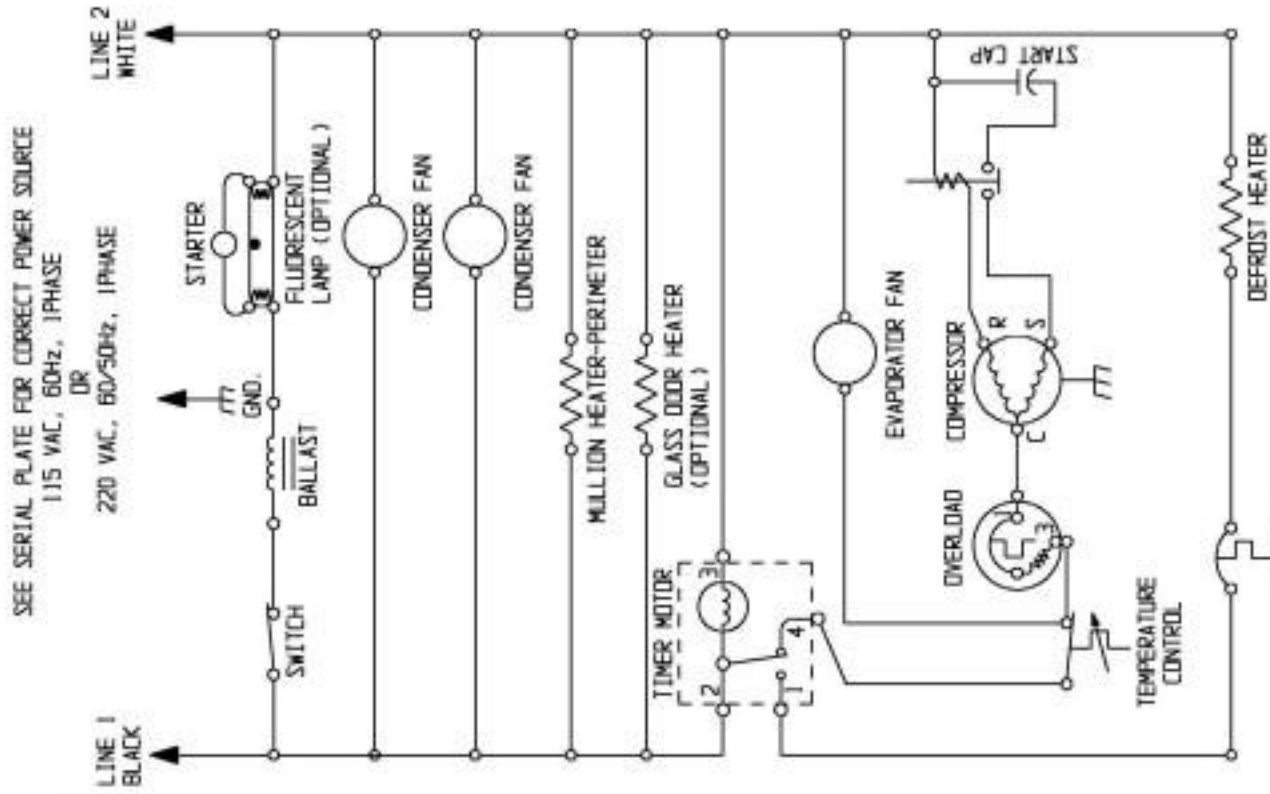 SEE SERIAL PLATE FOR CORRECT POWER SOURCE
115 VAC, 60Hz, 1PHASE
OR
220 VAC, 60/50Hz, 1PHASE
LINE 1
BLACK
LINE 2
WHITE
SWITCH
BALLAST
GND.
STARTER
FLUORESCENT
LAMP (OPTIONAL)
CONDENSER FAN
CONDENSER FAN
MULLION HEATER-PERIMETER
GLASS DOOR HEATER
(OPTIONAL)
TIMER MOTOR
2
3
1
4
EVAPORATOR FAN
OVERLOAD
1
3
COMPRESSOR
C
R
S
START CAP
TEMPERATURE
CONTROL
DEFROST HEATER